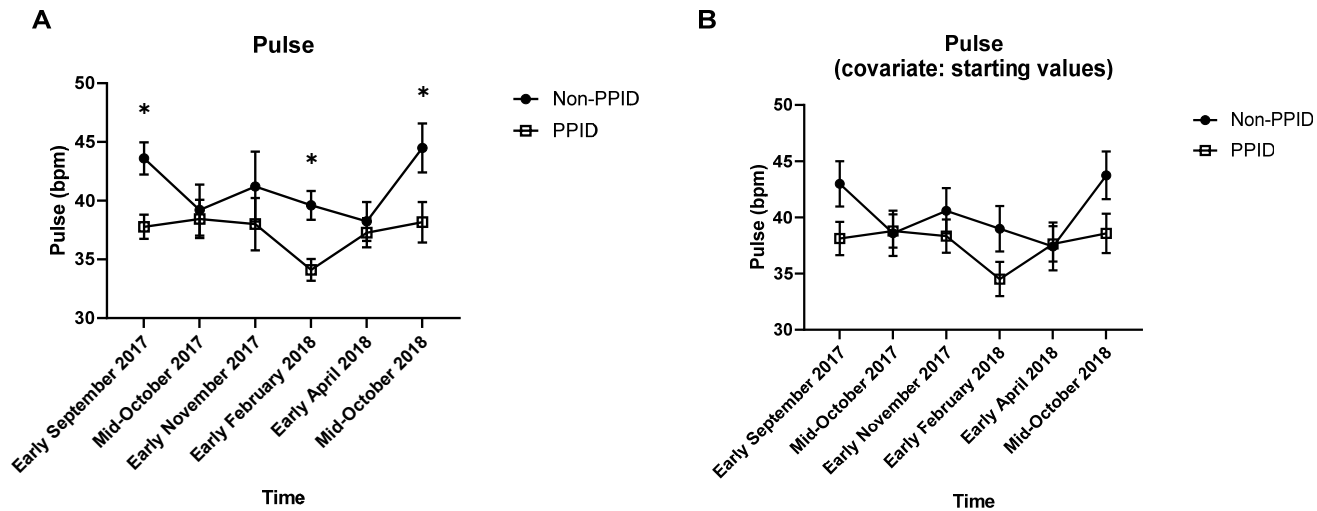 A
Pulse
50
45
40
35
30
Pulse (bpm)
*
*
*
Non-PPID
PPID
Early September 2017
Mid-October 2017
Early November 2017
Early February 2018
Early April 2018
Mid-October 2018
Time
B
Pulse
(covariate: starting values)
50
45
40
35
30
Pulse (bpm)
Non-PPID
PPID
Early September 2017
Mid-October 2017
Early November 2017
Early February 2018
Early April 2018
Mid-October 2018
Time